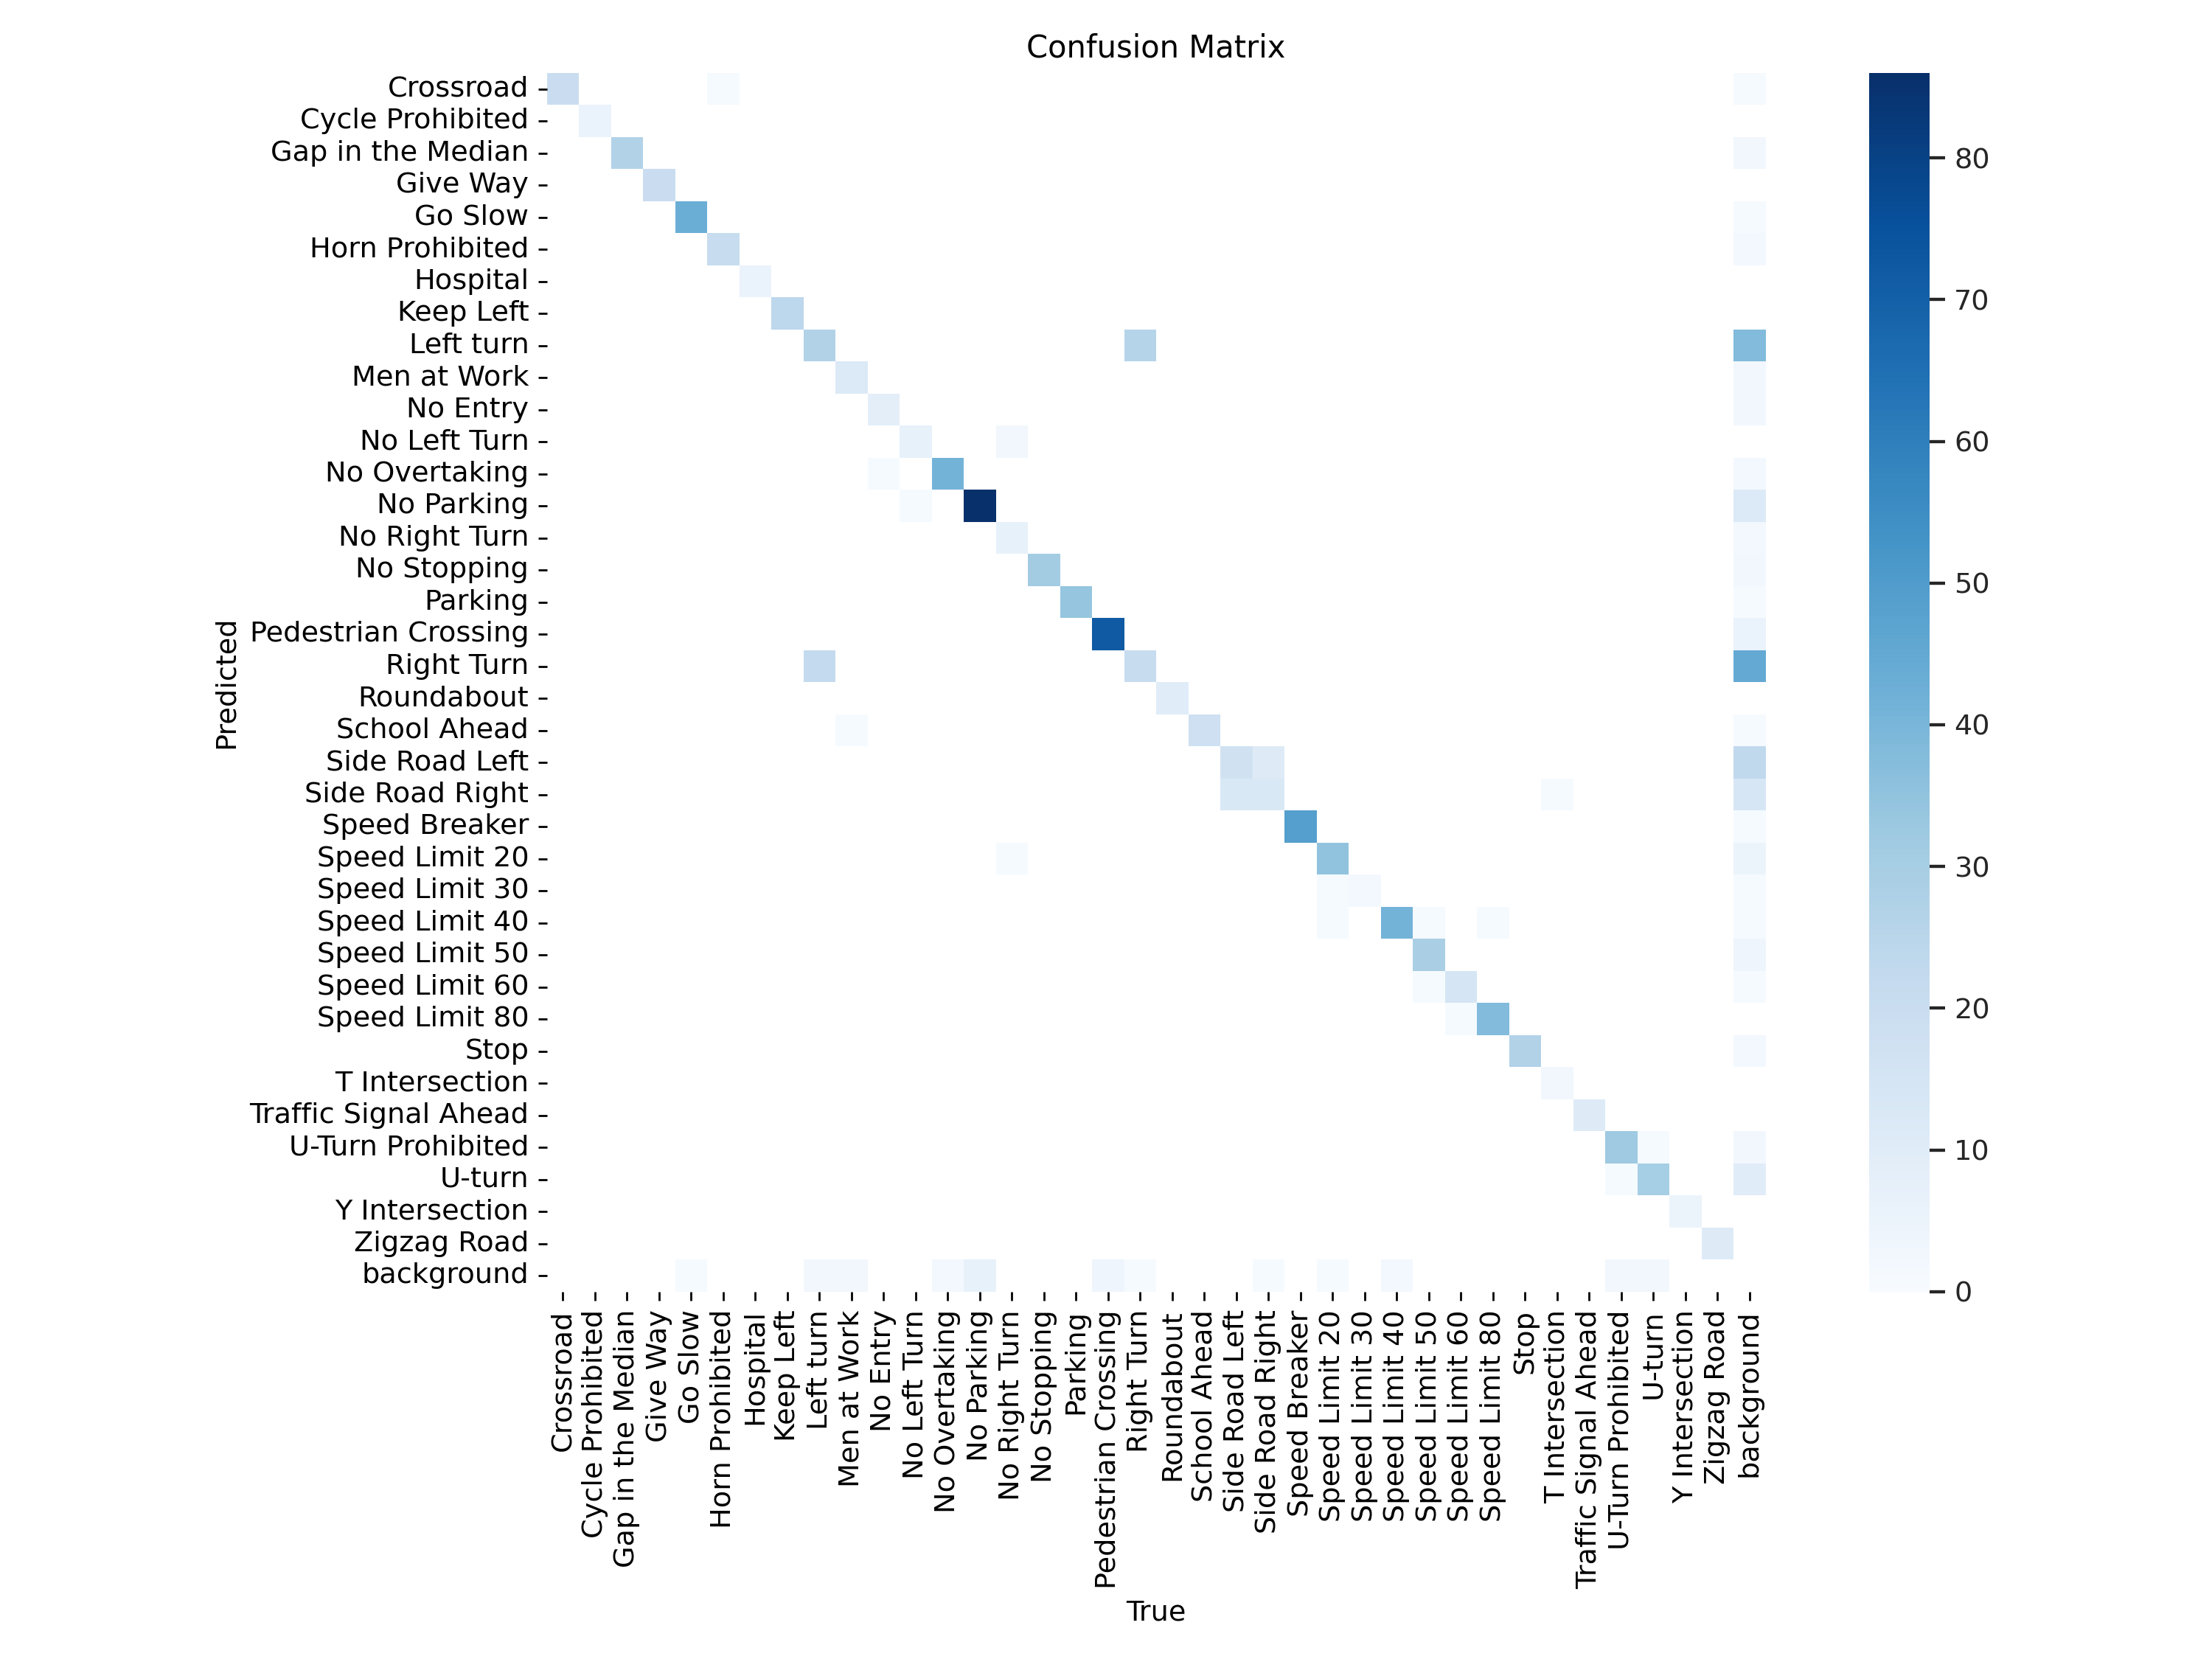 Confusion Matrix
Crossroad
Cycle Prohibited
Gap in the Median
Give Way
Go Slow
Horn Prohibited
Hospital
Keep Left
Left turn
Men at Work
No Entry
No Left Turn
No Overtaking
No Parking
No Right Turn
No Stopping
Parking
Pedestrian Crossing
Right Turn
Roundabout
School Ahead
Side Road Left
Side Road Right
Speed Breaker
Speed Limit 20
Speed Limit 30
Speed Limit 40
Speed Limit 50
Speed Limit 60
Speed Limit 80
Stop
T Intersection
Traffic Signal Ahead
U-Turn Prohibited
U-turn
Y Intersection
Zigzag Road
background
Predicted
Crossroad
Cycle Prohibited
Gap in the Median
Give Way
Go Slow
Horn Prohibited
Hospital
Keep Left
Left turn
Men at Work
No Entry
No Left Turn
No Overtaking
No Parking
No Right Turn
No Stopping
Parking
Pedestrian Crossing
Right Turn
Roundabout
School Ahead
Side Road Left
Side Road Right
Speed Breaker
Speed Limit 20
Speed Limit 30
Speed Limit 40
Speed Limit 50
Speed Limit 60
Speed Limit 80
Stop
T Intersection
Traffic Signal Ahead
U-Turn Prohibited
U-turn
Y Intersection
Zigzag Road
background
True
80
70
60
50
40
30
20
10
0